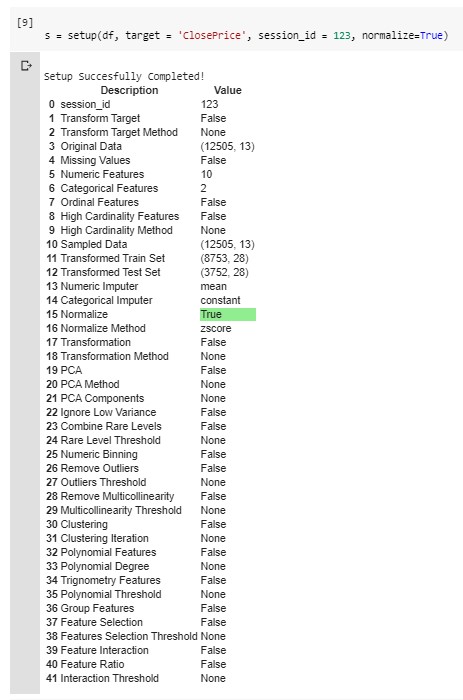 [9]
s = setup(df, target = 'ClosePrice', session_id = 123, normalize=True)
Setup Succesfully Completed!
Description Value
0 session_id 123
1 Transform Target False
2 Transform Target Method None
3 Original Data (12505, 13)
4 Missing Values False
5 Numeric Features 10
6 Categorical Features 2
7 Ordinal Features False
8 High Cardinality Features False
9 High Cardinality Method None
10 Sampled Data (12505, 13)
11 Transformed Train Set (8753, 28)
12 Transformed Test Set (3752, 28)
13 Numeric Imputer mean
14 Categorical Imputer constant
15 Normalize True
16 Normalize Method zscore
17 Transformation False
18 Transformation Method None
19 PCA False
20 PCA Method None
21 PCA Components None
22 Ignore Low Variance False
23 Combine Rare Levels False
24 Rare Level Threshold None
25 Numeric Binning False
26 Remove Outliers False
27 Outliers Threshold None
28 Remove Multicollinearity False
29 Multicollinearity Threshold None
30 Clustering False
31 Clustering Iteration None
32 Polynomial Features False
33 Polynomial Degree None
34 Trignometry Features False
35 Polynomial Threshold None
36 Group Features False
37 Feature Selection False
38 Features Selection Threshold None
39 Feature Interaction False
40 Feature Ratio False
41 Interaction Threshold None